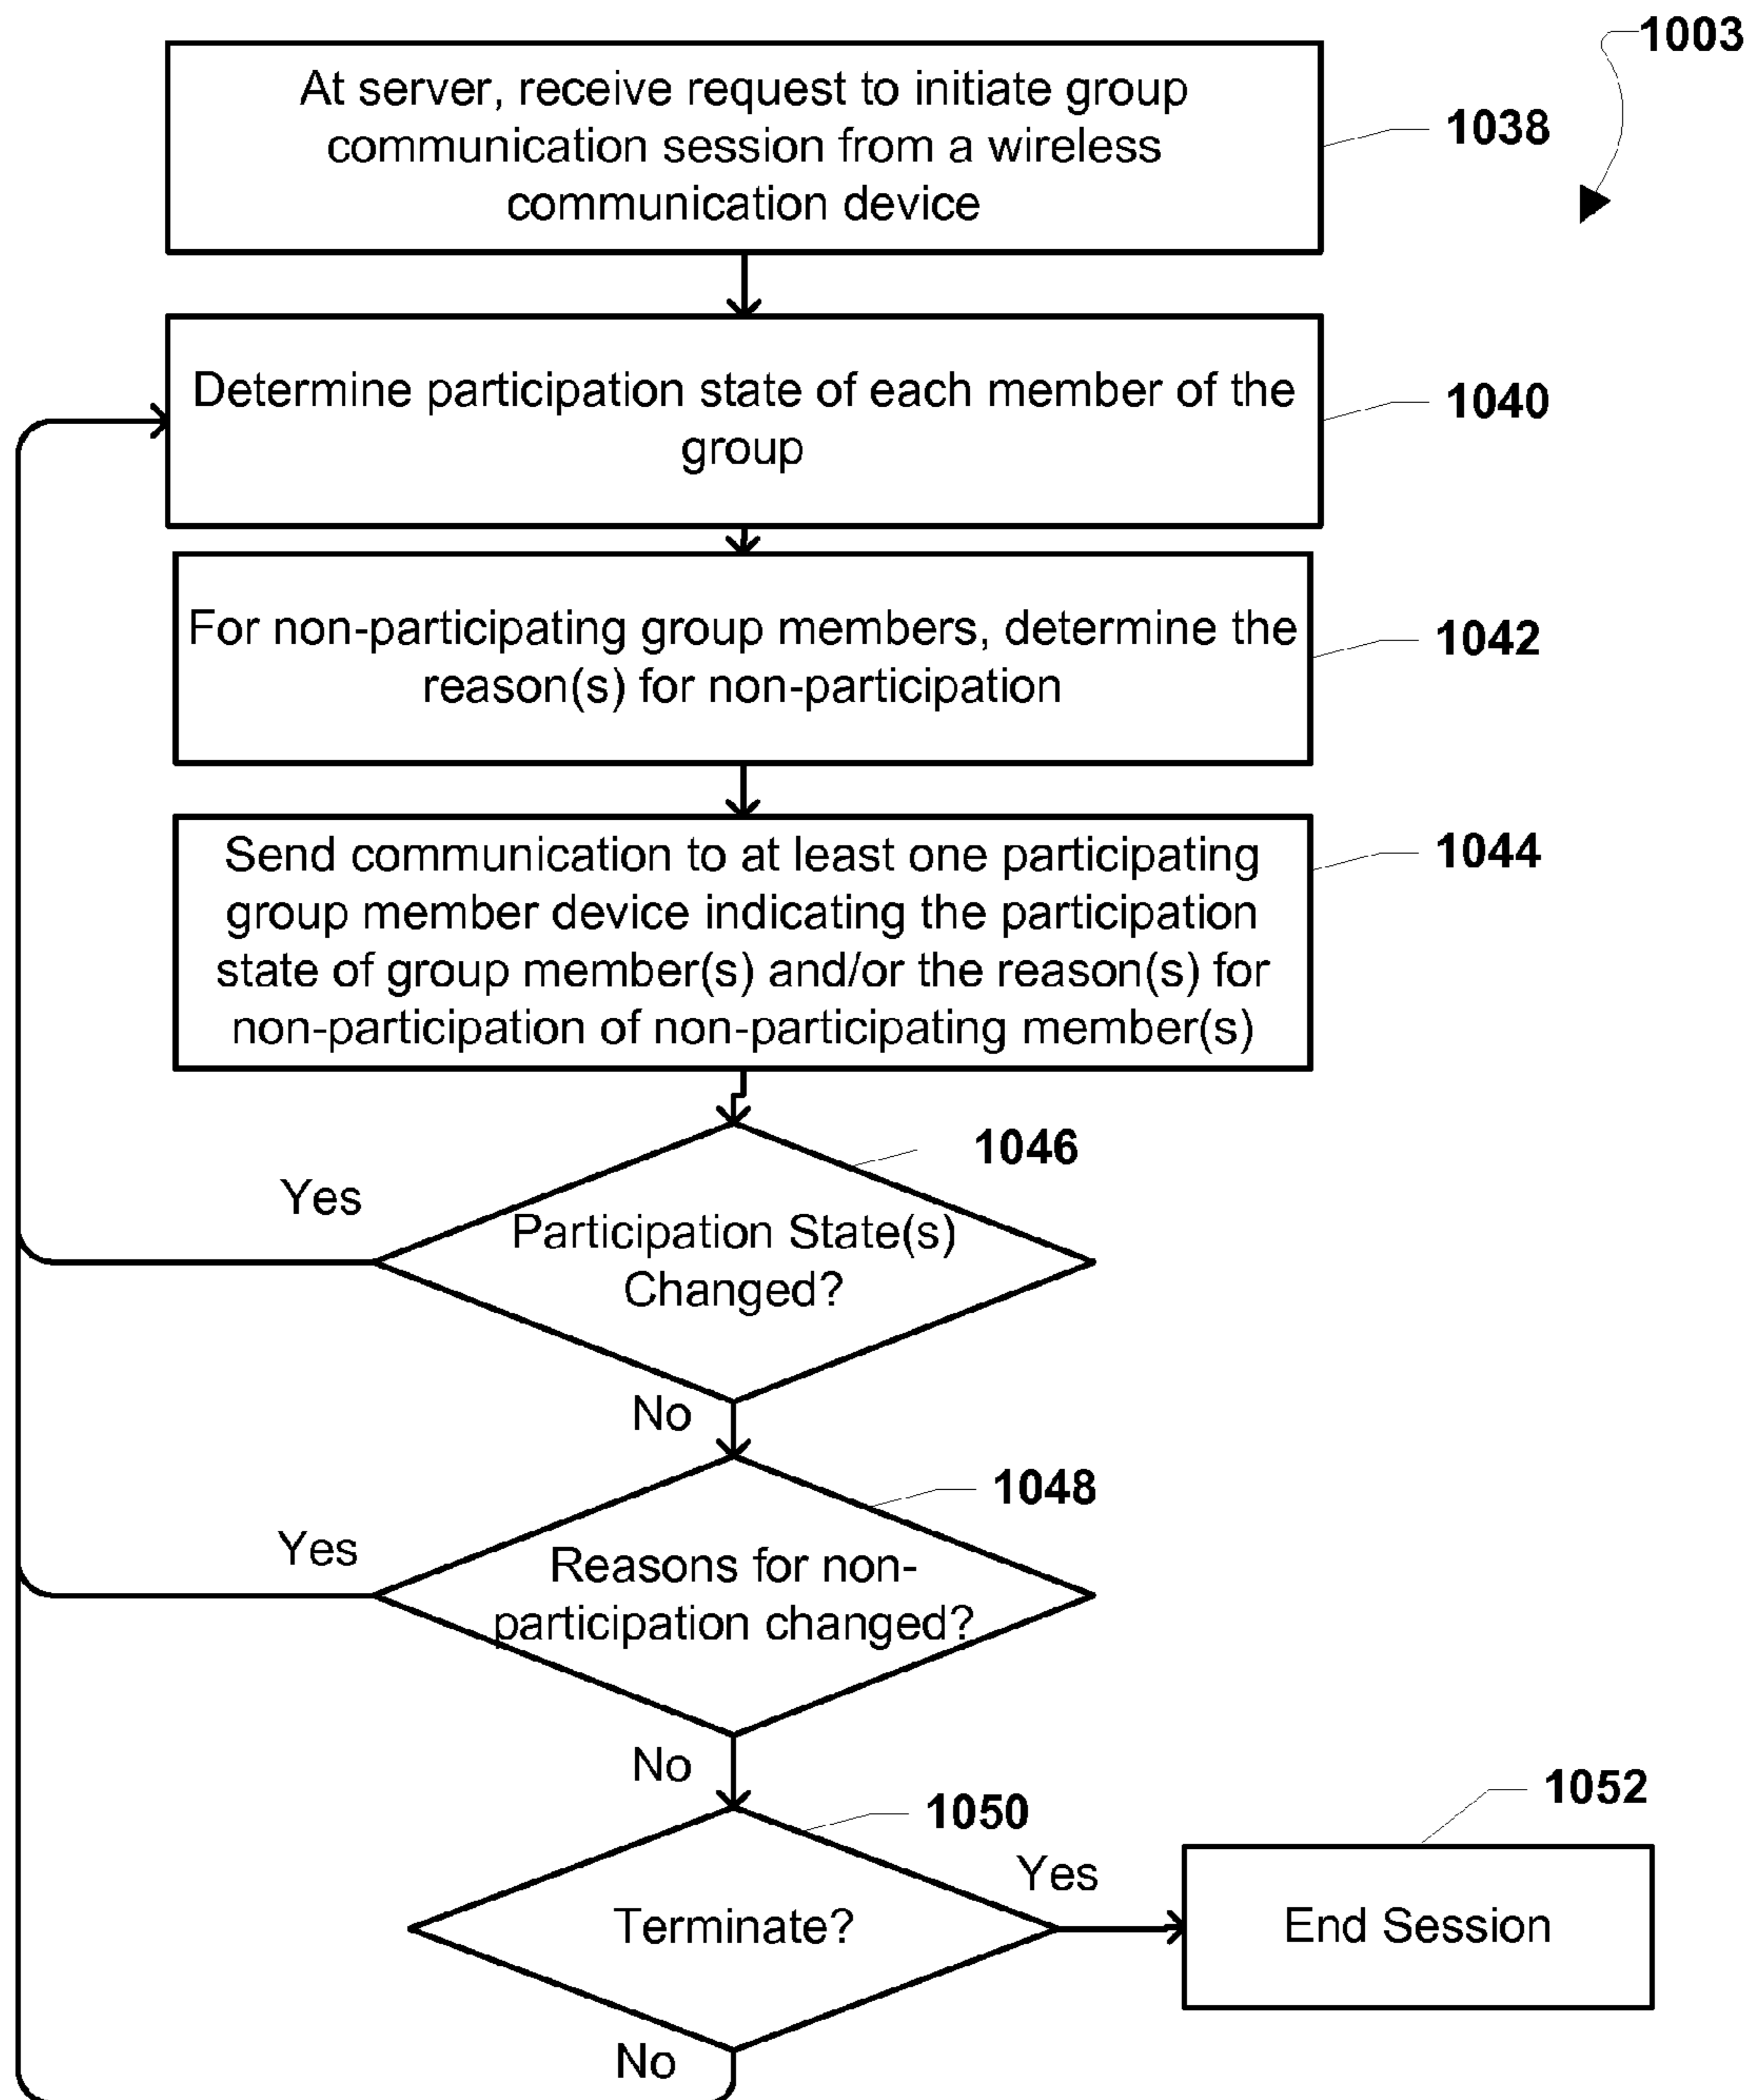 1003
At server, receive request to initiate group
communication session from a wireless
communication device
1038
Determine participation state of each member of the
group
1040
For non-participating group members, determine the
reason(s) for non-participation
1042
Send communication to at least one participating
group member device indicating the participation
state of group member(s) and/or the reason(s) for
non-participation of non-participating member(s)
1044
1046
Yes
Participation State(s)
Changed?
No
1048
Yes
Reasons for non-
participation changed?
No
1050
1052
Yes
Terminate?
End Session
No